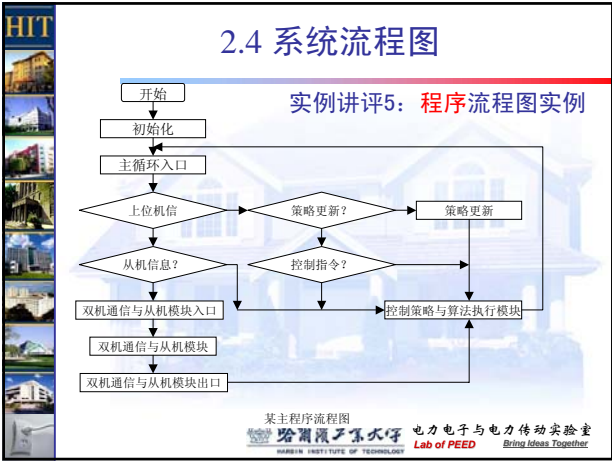 HIT
2.4 系统流程图
实例讲评5：程序流程图实例
开始
初始化
主循环入口
上位机信
策略更新？
策略更新
从机信息？
控制指令？
双机通信与从机模块入口
控制策略与算法执行模块
双机通信与从机模块
双机通信与从机模块出口
某主程序流程图
哈尔滨工业大学
HARBIN INSTITUTE OF TECHNOLOGY
电力电子与电力传动实验室
Lab of PEED
Bring Ideas Together